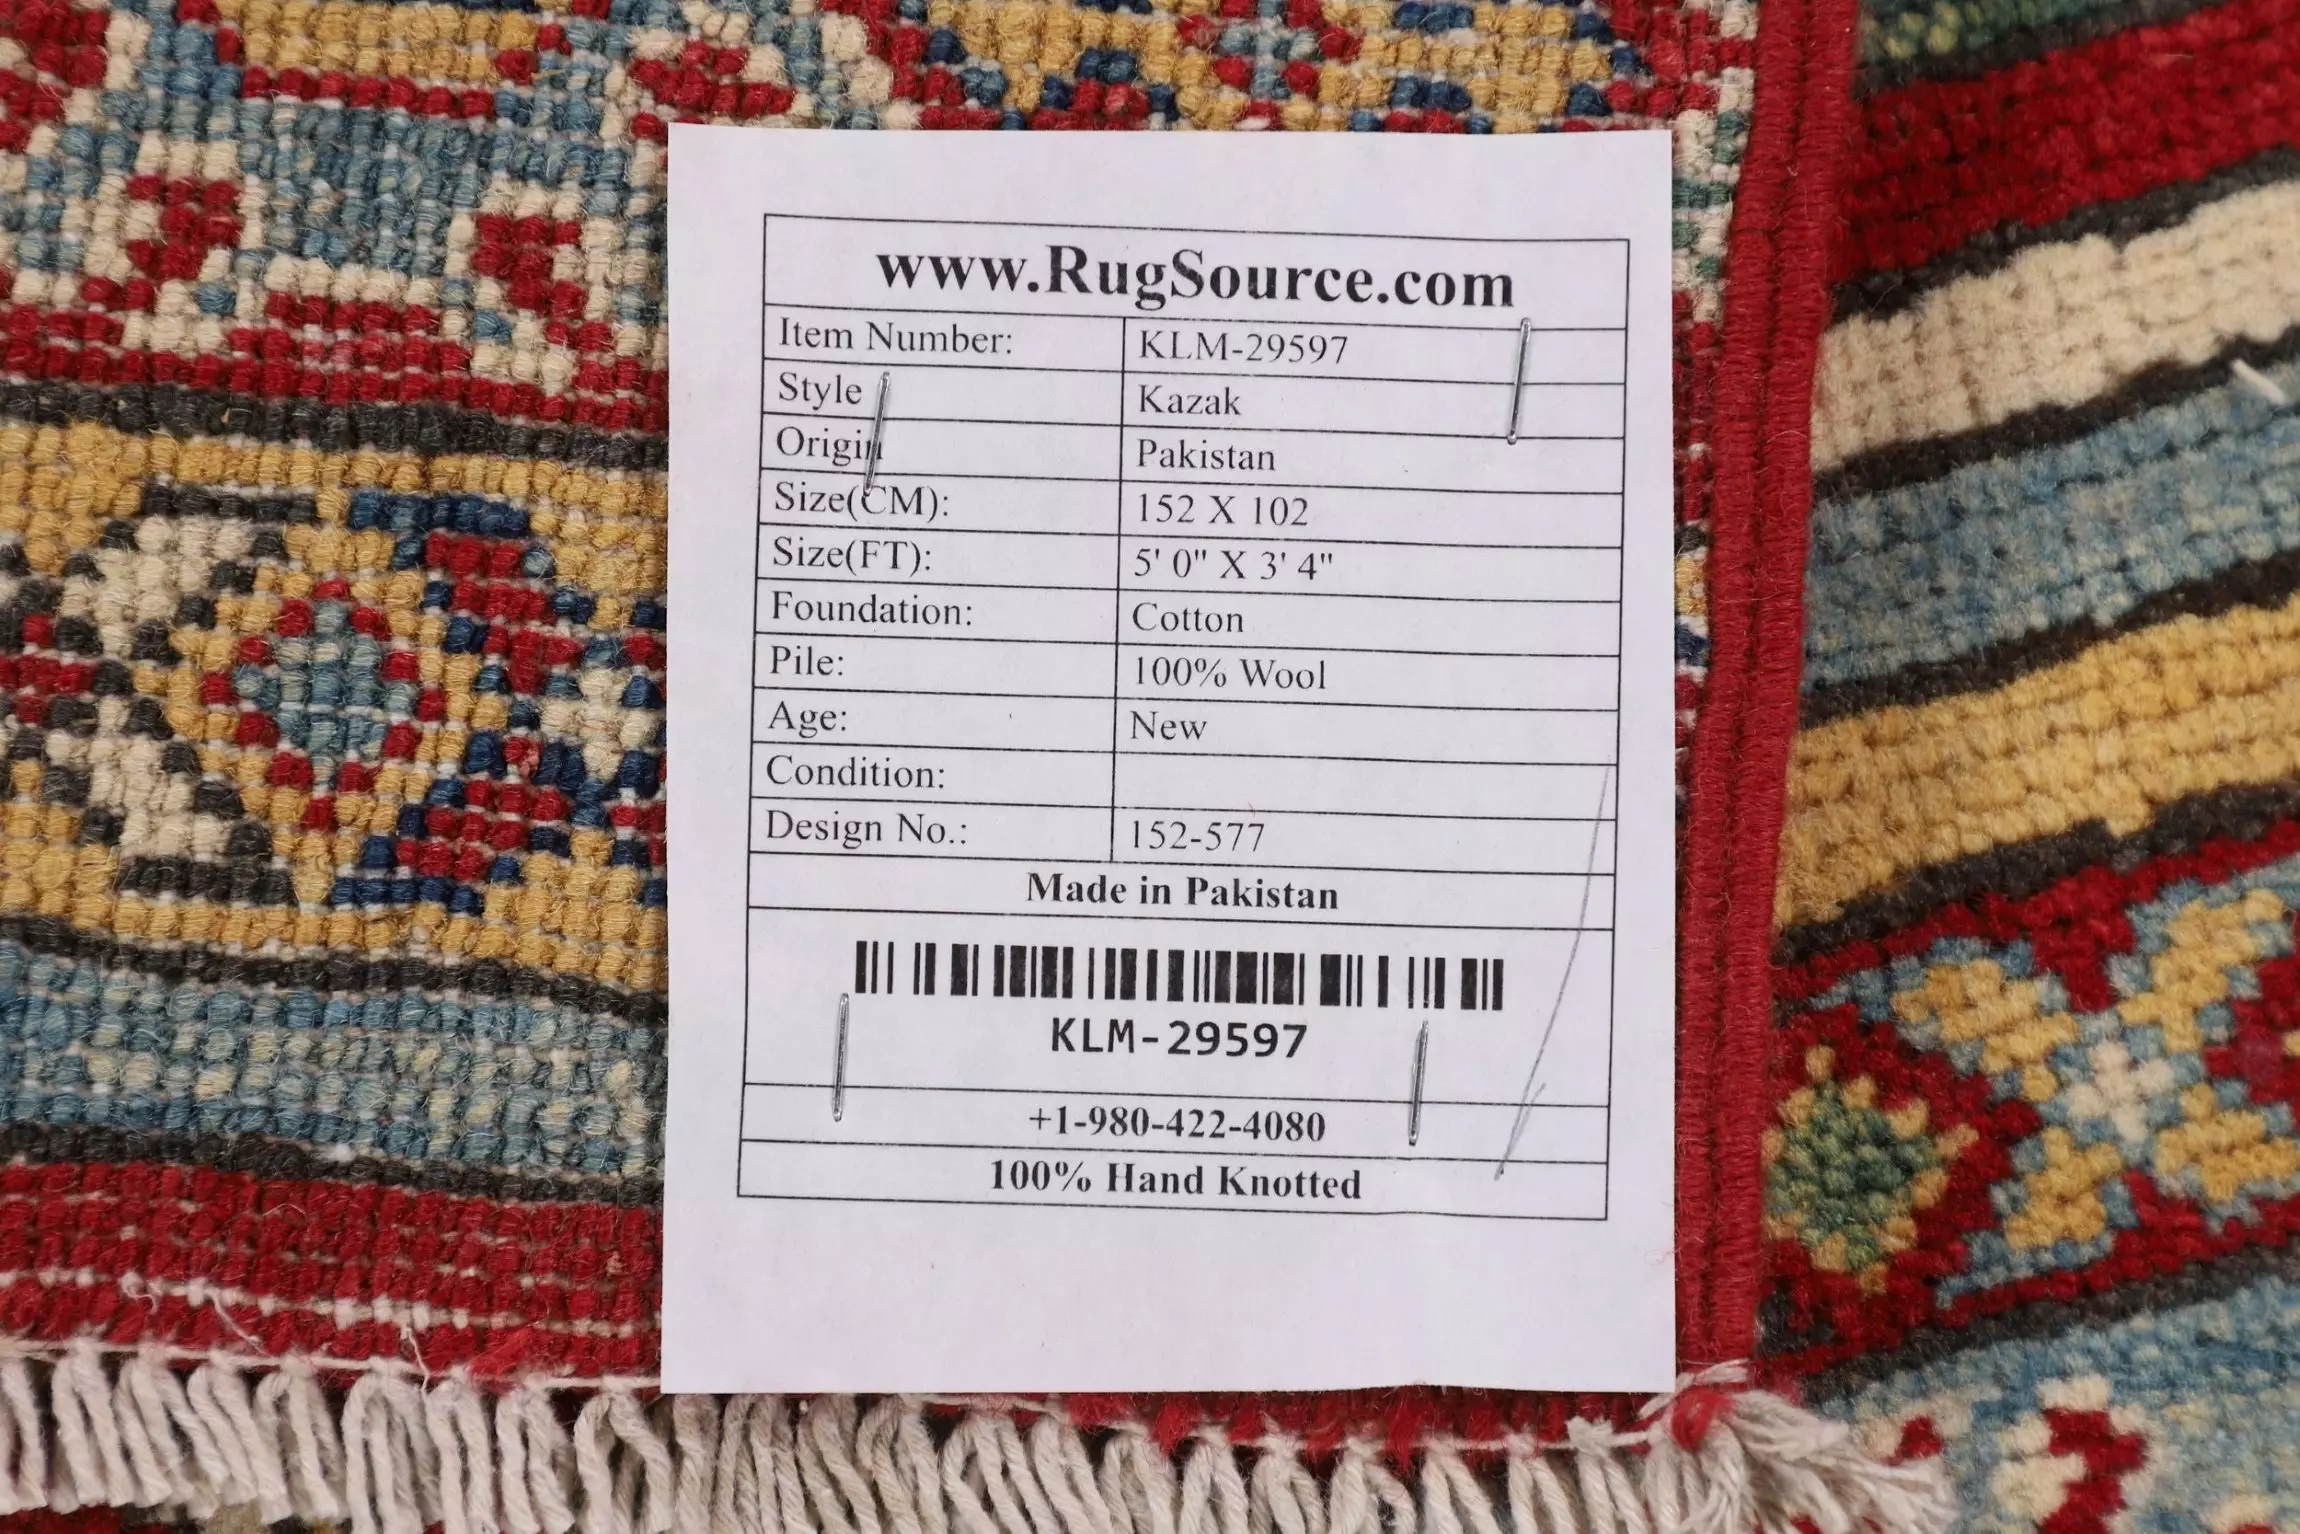 www.RugSource.com
Item Number: KLM-29597
Style Kazak
Origin Pakistan
Size(CM): 152 X 102
Size(FT): 5' 0" X 3' 4"
Foundation: Cotton
Pile: 100% Wool
Age: New
Condition:
Design No.: 152-577
Made in Pakistan
KLM-29597
+1-980-422-4080
100% Hand Knotted